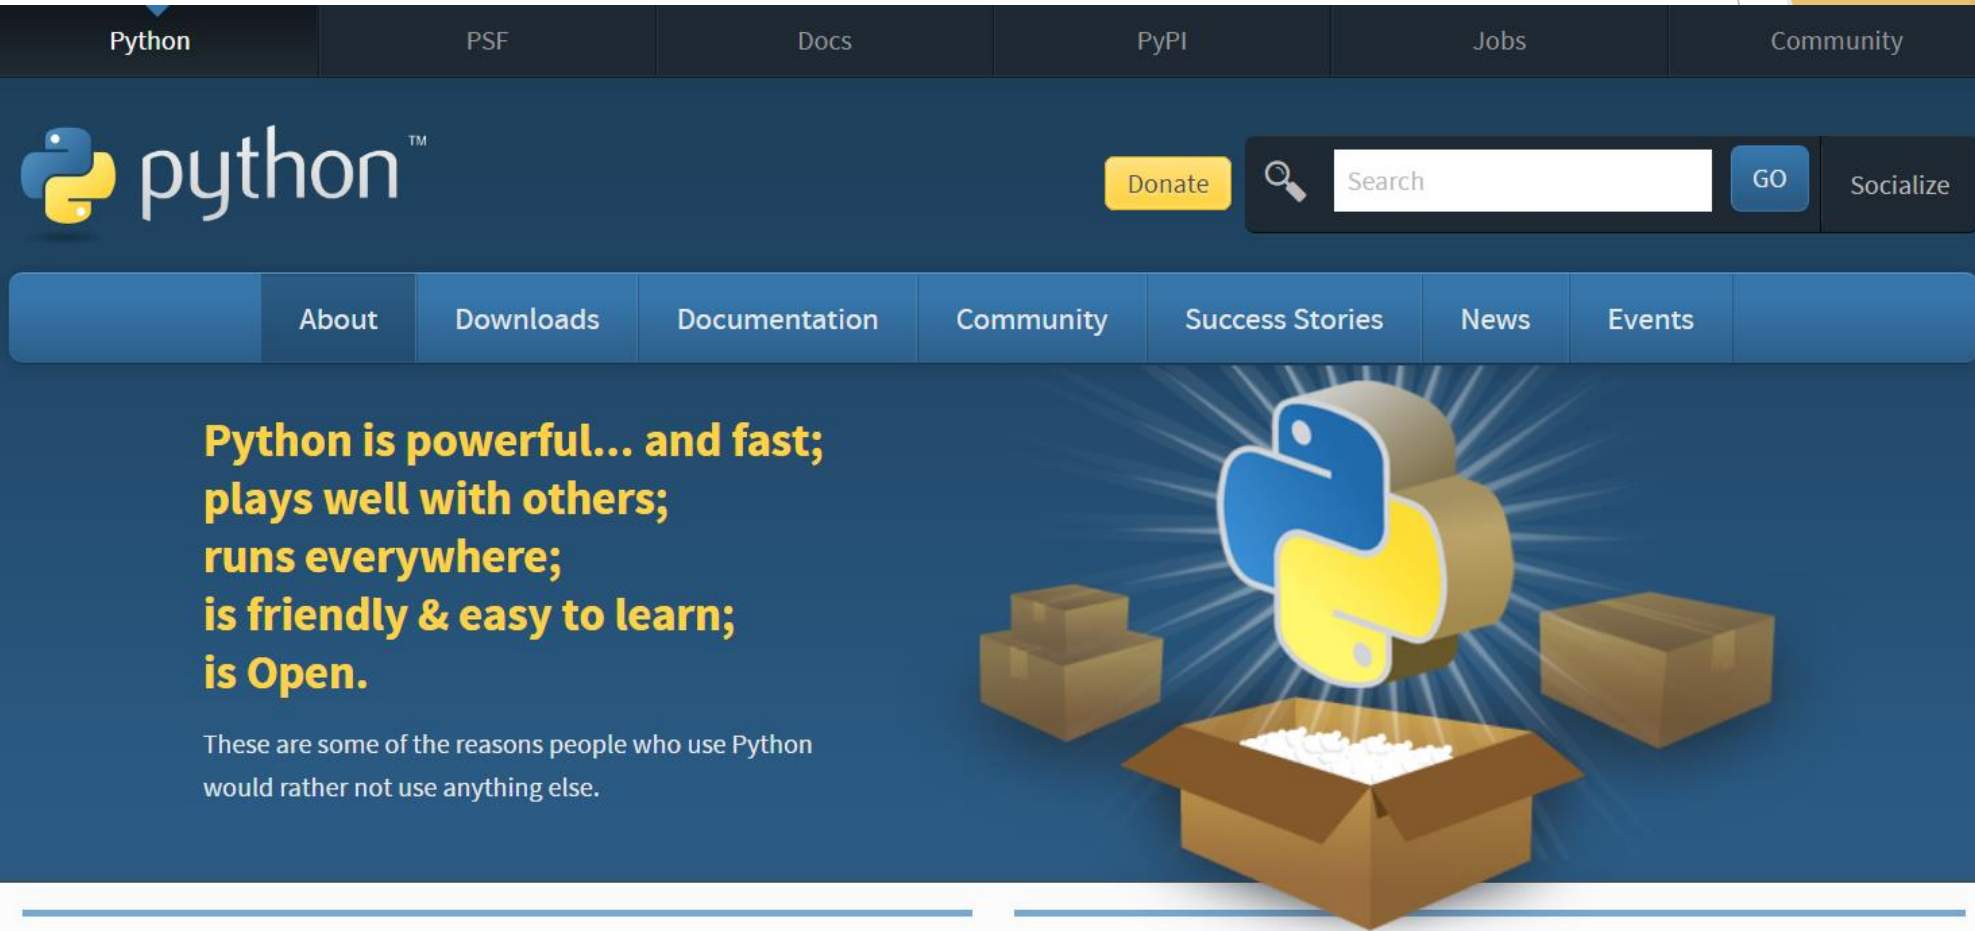 Python PSF Docs PyPI Jobs Community
python™
Donate Search GO Socialize
About Downloads Documentation Community Success Stories News Events
Python is powerful... and fast;
plays well with others;
runs everywhere;
is friendly & easy to learn;
is Open.
These are some of the reasons people who use Python
would rather not use anything else.